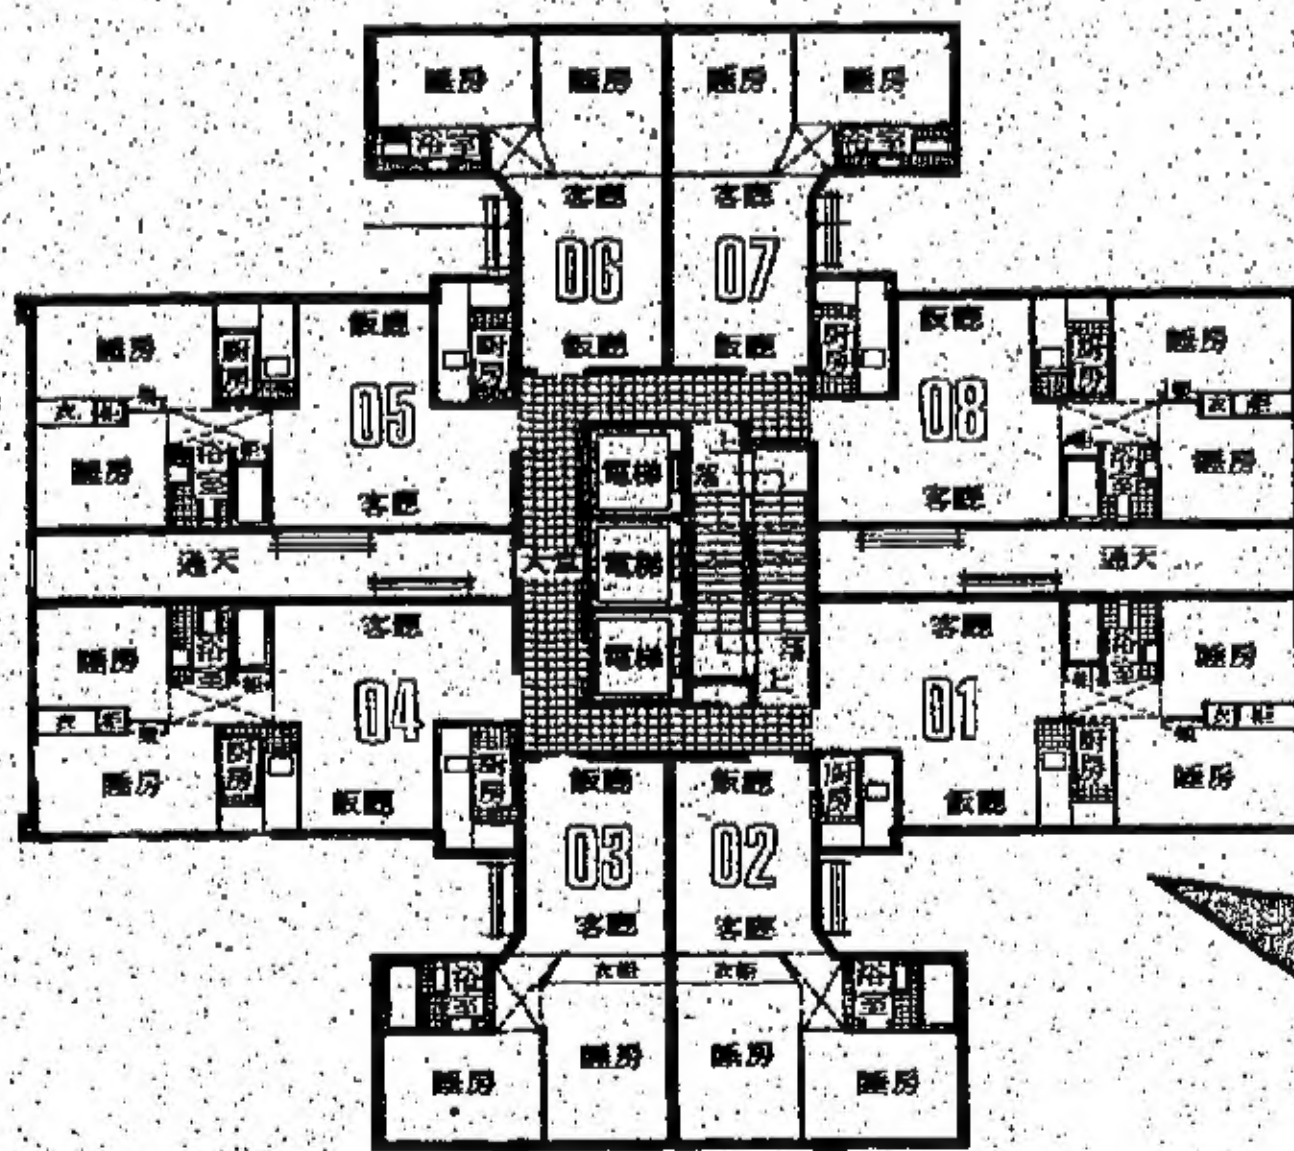 睡房 睡房 睡房 睡房
浴室 浴室
客廳 客廳
06 07
飯廳 飯廳
睡房 廚房 飯廳 廚房 廚房 飯廳 廚房 睡房
衣櫃 05 08 衣櫃
睡房 浴室 櫃 客廳 電梯 落 客廳 浴室 睡房
通天 大堂 電梯 通天
睡房 浴室 櫃 客廳 電梯 落 客廳 櫃 浴室 睡房
上
衣櫃 04 01 衣櫃
睡房 廚房 飯廳 廚房 飯廳 飯廳 廚房 飯廳 廚房 睡房
03 02
客廳 客廳
浴室 衣櫃 衣櫃 浴室
睡房 睡房 睡房 睡房